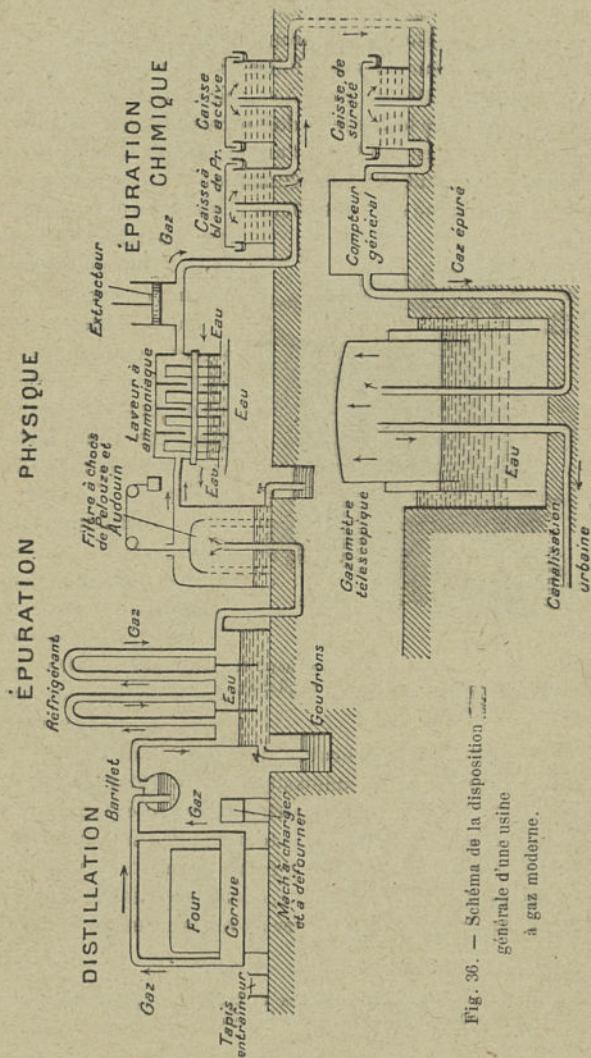 DISTILLATION
ÉPURATION PHYSIQUE
ÉPURATION
CHIMIQUE
Gaz
Tapis
entraineur
Four
Cornue
Barillet
Gaz
Mach. à charger
et à défourner
Réfrigérant
Gaz
Eau
Goudrons
Filtre à chocs
de Pelouze et
Audouin
Laveur à
ammoniaque
Eau
Eau
Eau
Extracteur
Gaz
Caisse à
bleu de Pr.
Caisse
active
Caisse de
sureté
Compteur
général
Gaz épuré
Gazomètre
télescopique
Eau
Canalisation
urbaine
Fig. 36. — Schéma de la disposition
générale d'une usine
à gaz moderne.